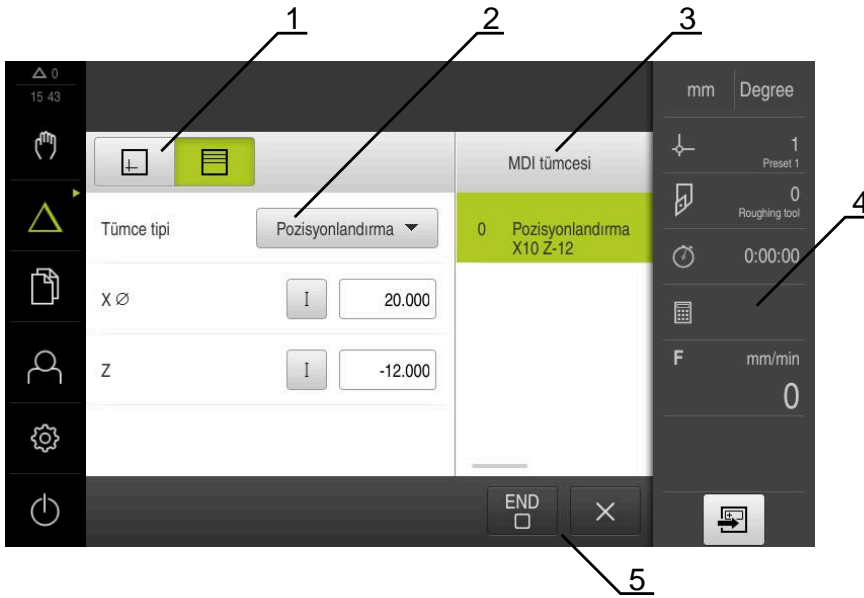 1
2
3
0
15 43
mm
Degree
MDI tümcesi
1
Preset 1
0
Roughing tool
4
Tümce tipi
Pozisyonlandırma
0
Pozisyonlandırma
X10 Z-12
0:00:00
X ∅
I
20.000
F
mm/min
0
Z
I
-12.000
END
5